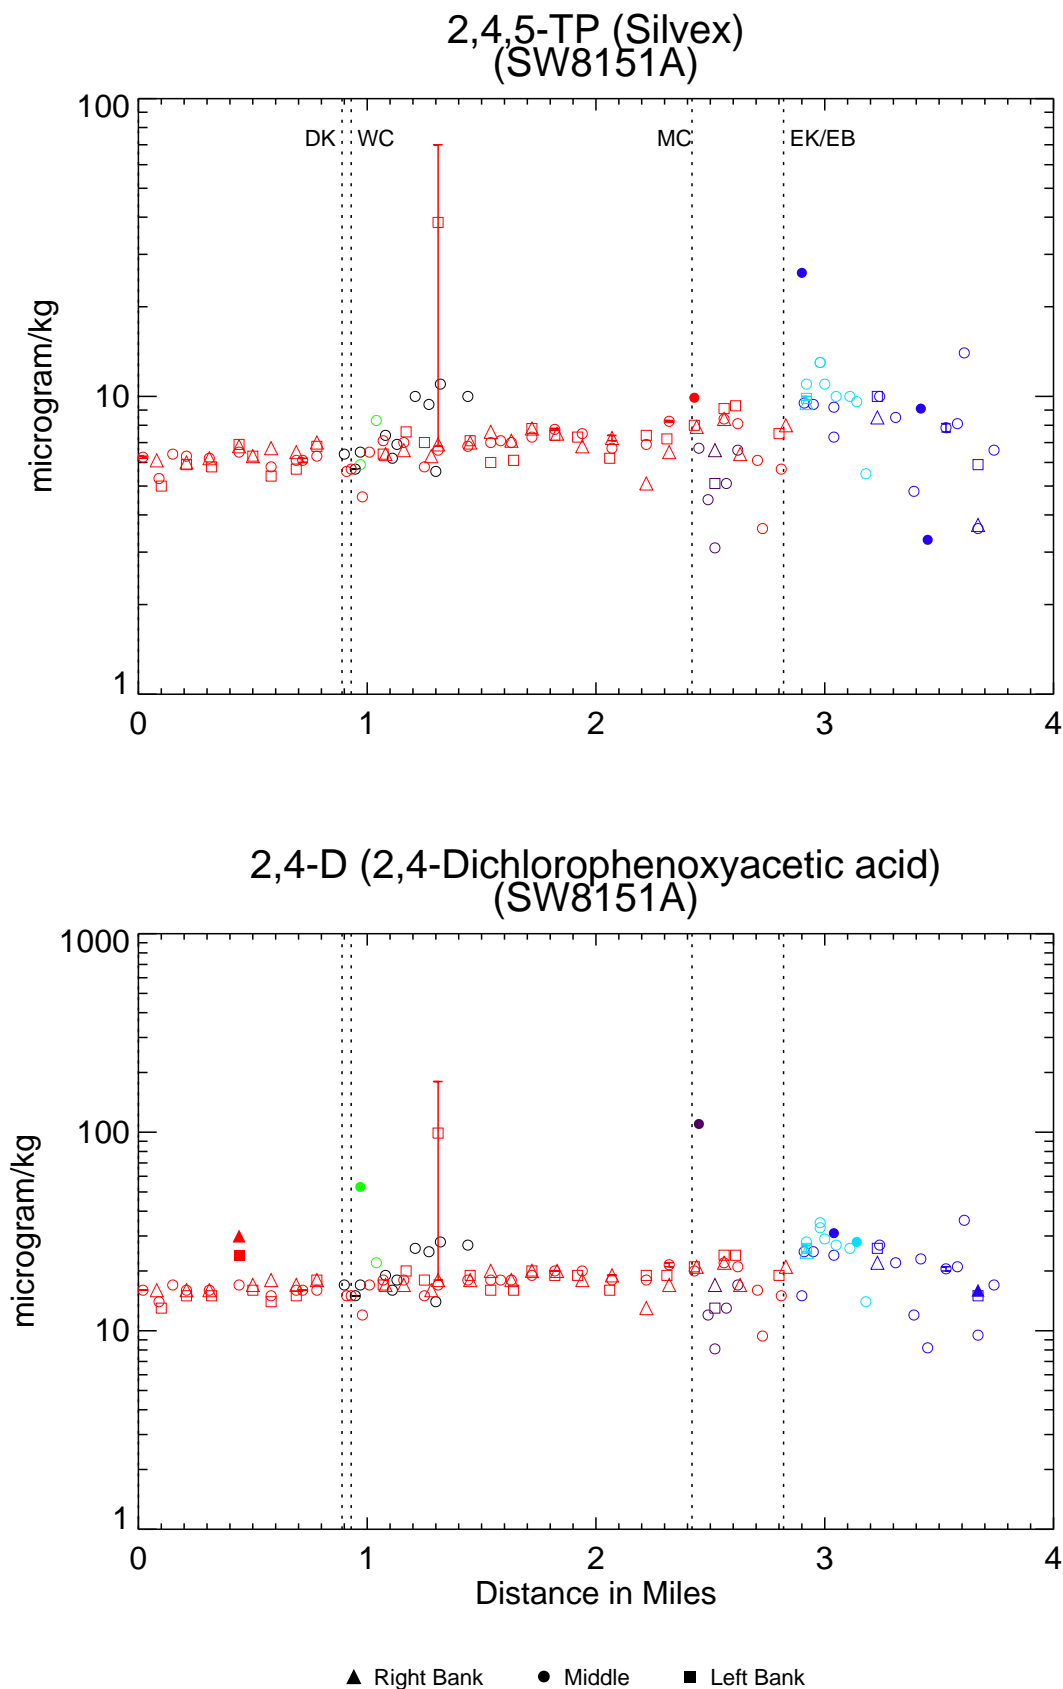 2,4,5-TP (Silvex)
(SW8151A)
100
10
1
microgram/kg
DK WC MC EK/EB
0 1 2 3 4
2,4-D (2,4-Dichlorophenoxyacetic acid)
(SW8151A)
1000
100
10
1
microgram/kg
0 1 2 3 4
Distance in Miles
Right Bank Middle Left Bank